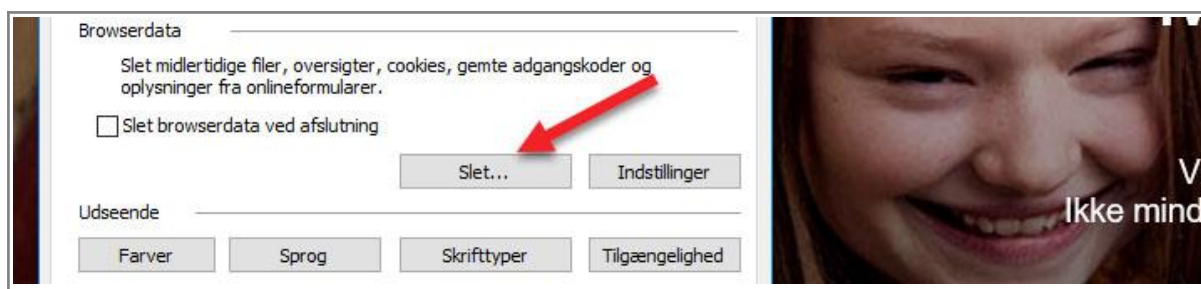 Browserdata
Slet midlertidige filer, oversigter, cookies, gemte adgangskoder og
oplysninger fra onlineformularer.
Slet browserdata ved afslutning
Slet...
Indstillinger
Udseende
Farver
Sprog
Skrifttyper
Tilgængelighed
V
Ikke mind